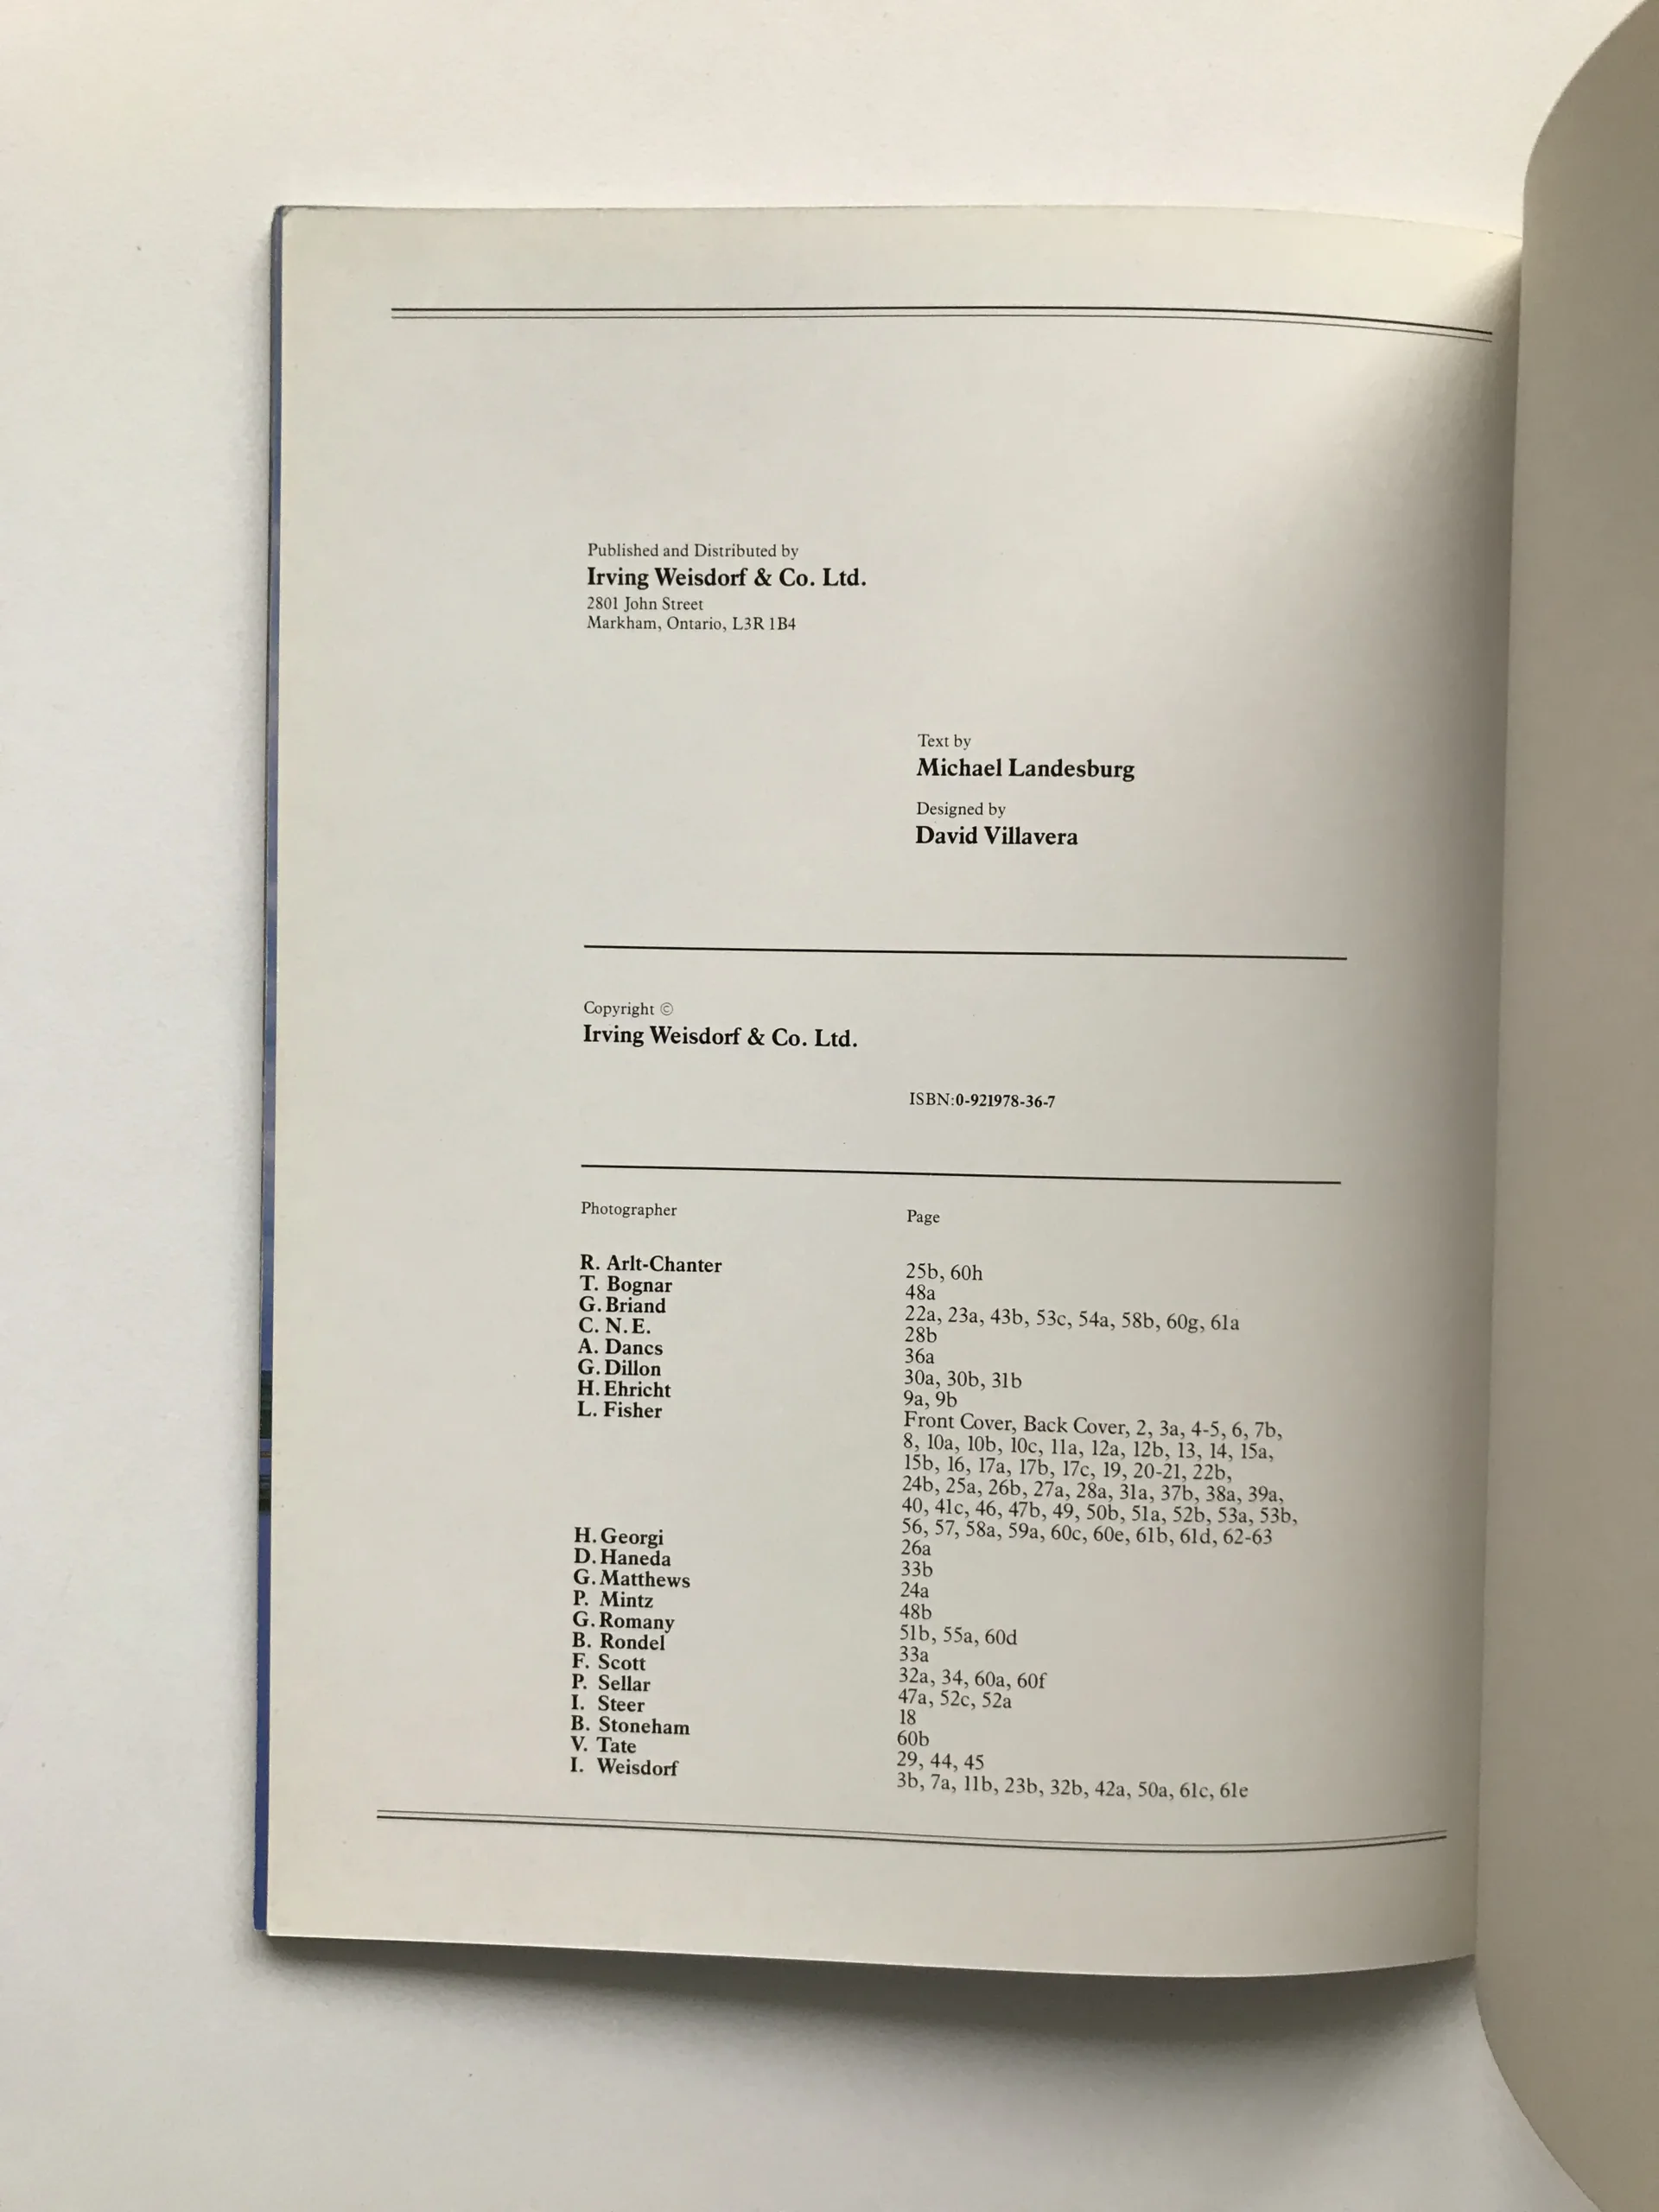 Published and Distributed by
Irving Weisdorf & Co. Ltd.
2801 John Street
Markham, Ontario, L3R 1B4
Text by
Michael Landesburg
Designed by
David Villavera
Copyright ©
Irving Weisdorf & Co. Ltd.
ISBN:0-921978-36-7
Photographer Page
R. Arlt-Chanter 25b, 60h
T. Bognar 48a
G. Briand 22a, 23a, 43b, 53c, 54a, 58b, 60g, 61a
C. N.E. 28b
A. Dancs 36a
G. Dillon 30a, 30b, 31b
H. Ehricht 9a, 9b
L. Fisher Front Cover, Back Cover, 2, 3a, 4-5, 6, 7b,
8, 10a, 10b, 10c, 11a, 12a, 12b, 13, 14, 15a,
15b, 16, 17a, 17b, 17c, 19, 20-21, 22b,
24b, 25a, 26b, 27a, 28a, 31a, 37b, 38a, 39a,
40, 41c, 46, 47b, 49, 50b, 51a, 52b, 53a, 53b,
56, 57, 58a, 59a, 60c, 60e, 61b, 61d, 62-63
H. Georgi 26a
D. Haneda 33b
G. Matthews 24a
P. Mintz 48b
G. Romany 51b, 55a, 60d
B. Rondel 33a
F. Scott 32a, 34, 60a, 60f
P. Sellar 47a, 52c, 52a
I. Steer 18
B. Stoneham 60b
V. Tate 29, 44, 45
I. Weisdorf 3b, 7a, 11b, 23b, 32b, 42a, 50a, 61c, 61e